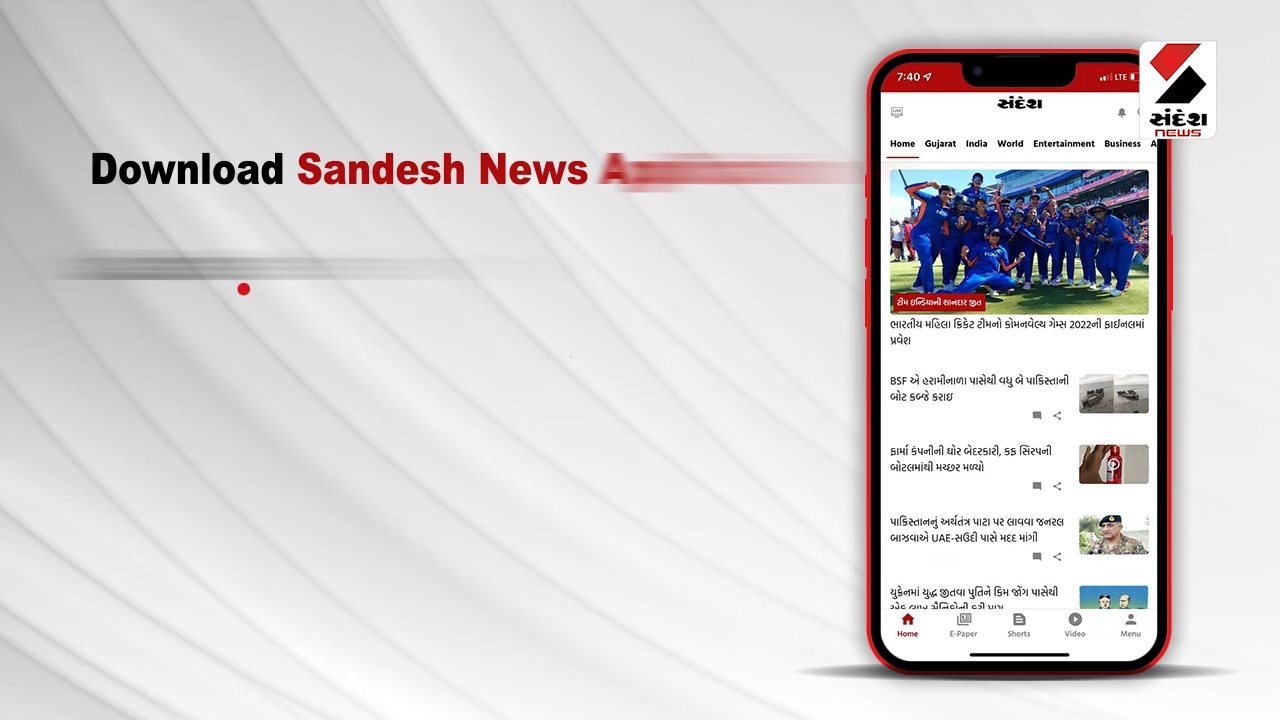 Download Sandesh News
7:40
LTE
સંદેશ
સંદેશ
NEWS
LIVE
Home Gujarat India World Entertainment Business
ટીમ ઇન્ડિયાની શાનદાર જીત
ભારતીય મહિલા ક્રિકેટ ટીમનો કોમનવેલ્થ ગેમ્સ 2022ની ફાઈનલમાં
પ્રવેશ
BSF એ હરામીનાળા પાસેથી વધુ બે પાકિસ્તાની
બોટ કબ્જે કરાઇ
ફાર્મા કંપનીની ઘોર બેદરકારી, કફ સિરપની
બોટલમાંથી મચ્છર મળ્યો
પાકિસ્તાનનું અર્થતંત્ર પાટા પર લાવવા જનરલ
બાઝવાએ UAE-સઉદી પાસે મદદ માંગી
યુક્રેનમાં યુદ્ધ જીતવા પુતિને કિમ જોંગ પાસેથી
Home E-Paper Shorts Video Menu